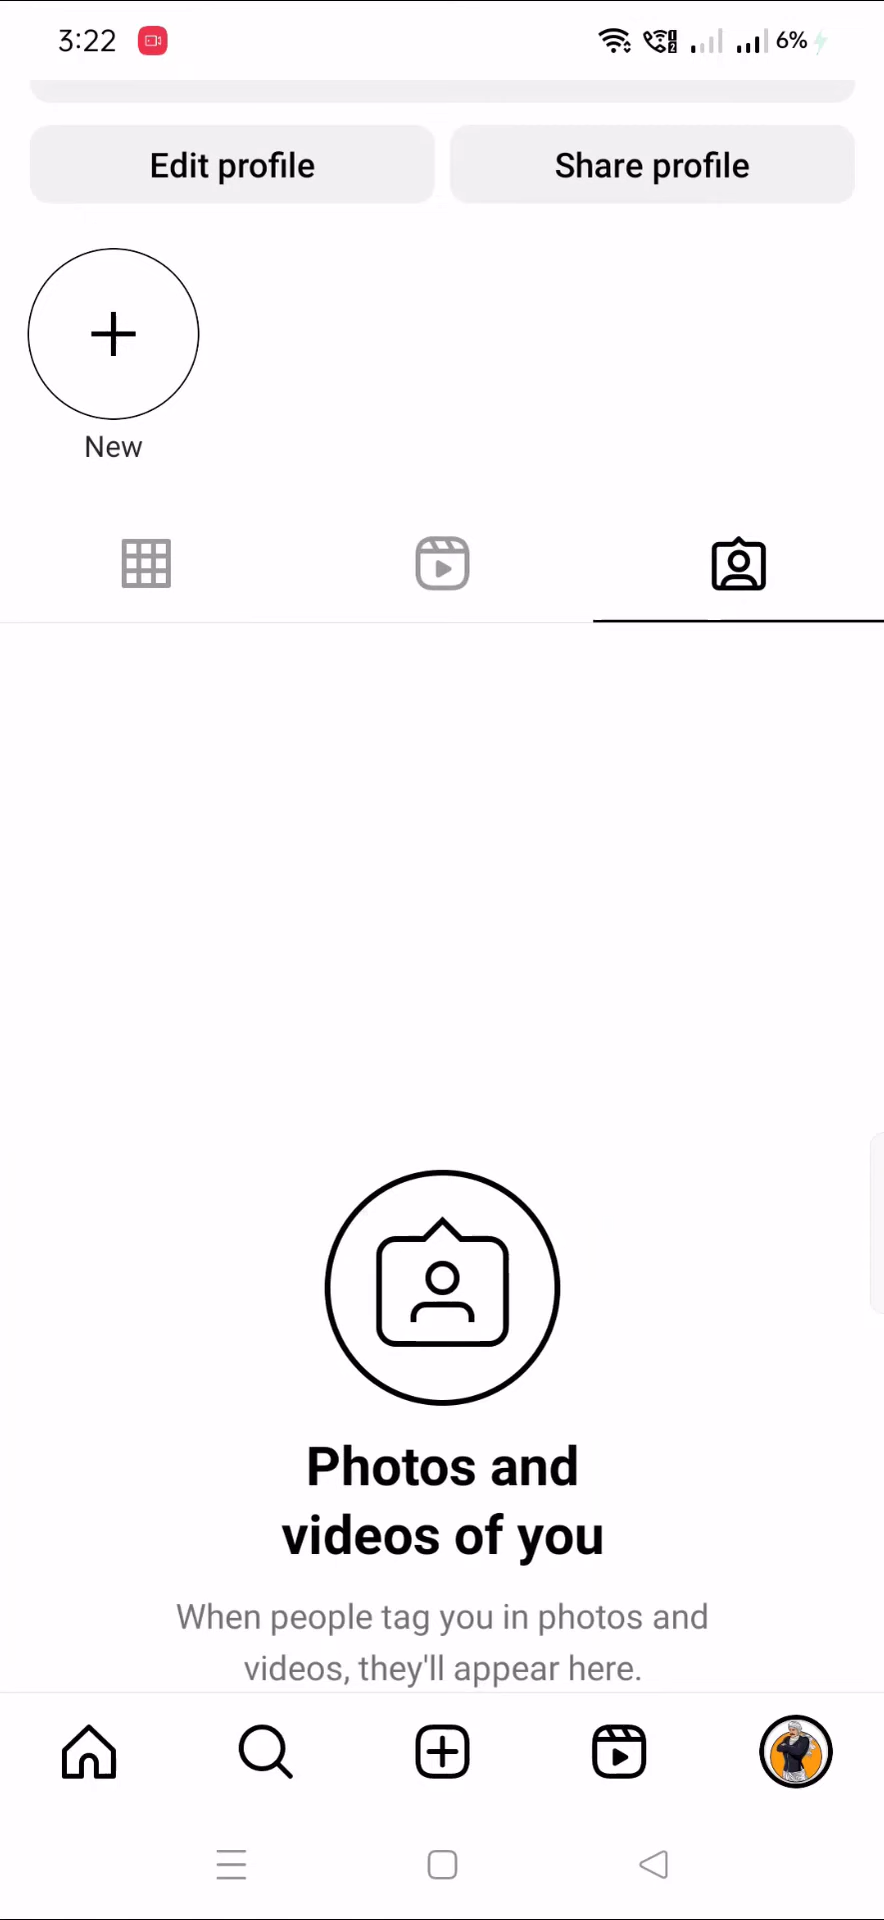 3:22 6%
Edit profile Share profile
New
Photos and
videos of you
When people tag you in photos and
videos, they'll appear here.